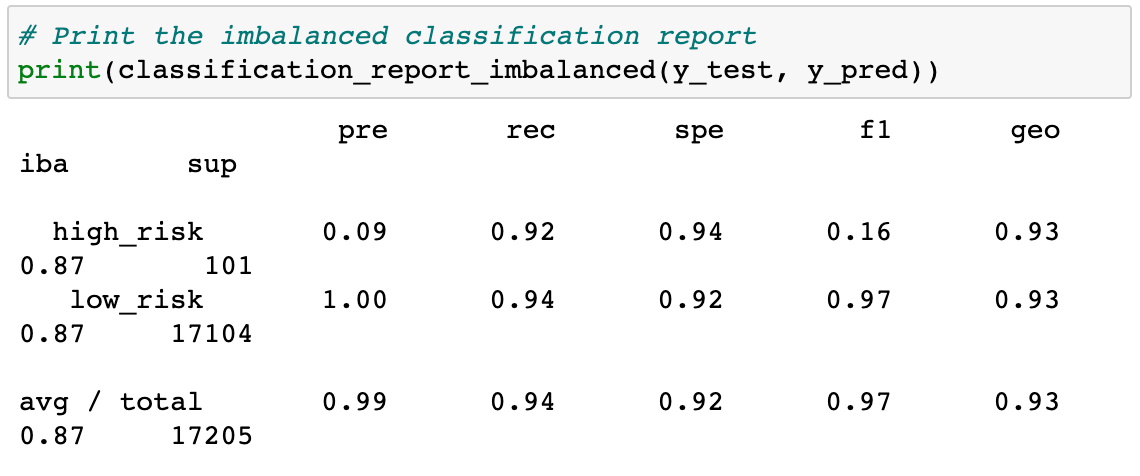 # Print the imbalanced classification report
print(classification_report_imbalanced(y_test, y_pred))
pre rec spe f1 geo
iba sup
high_risk 0.09 0.92 0.94 0.16 0.93
0.87 101
low_risk 1.00 0.94 0.92 0.97 0.93
0.87 17104
avg / total 0.99 0.94 0.92 0.97 0.93
0.87 17205